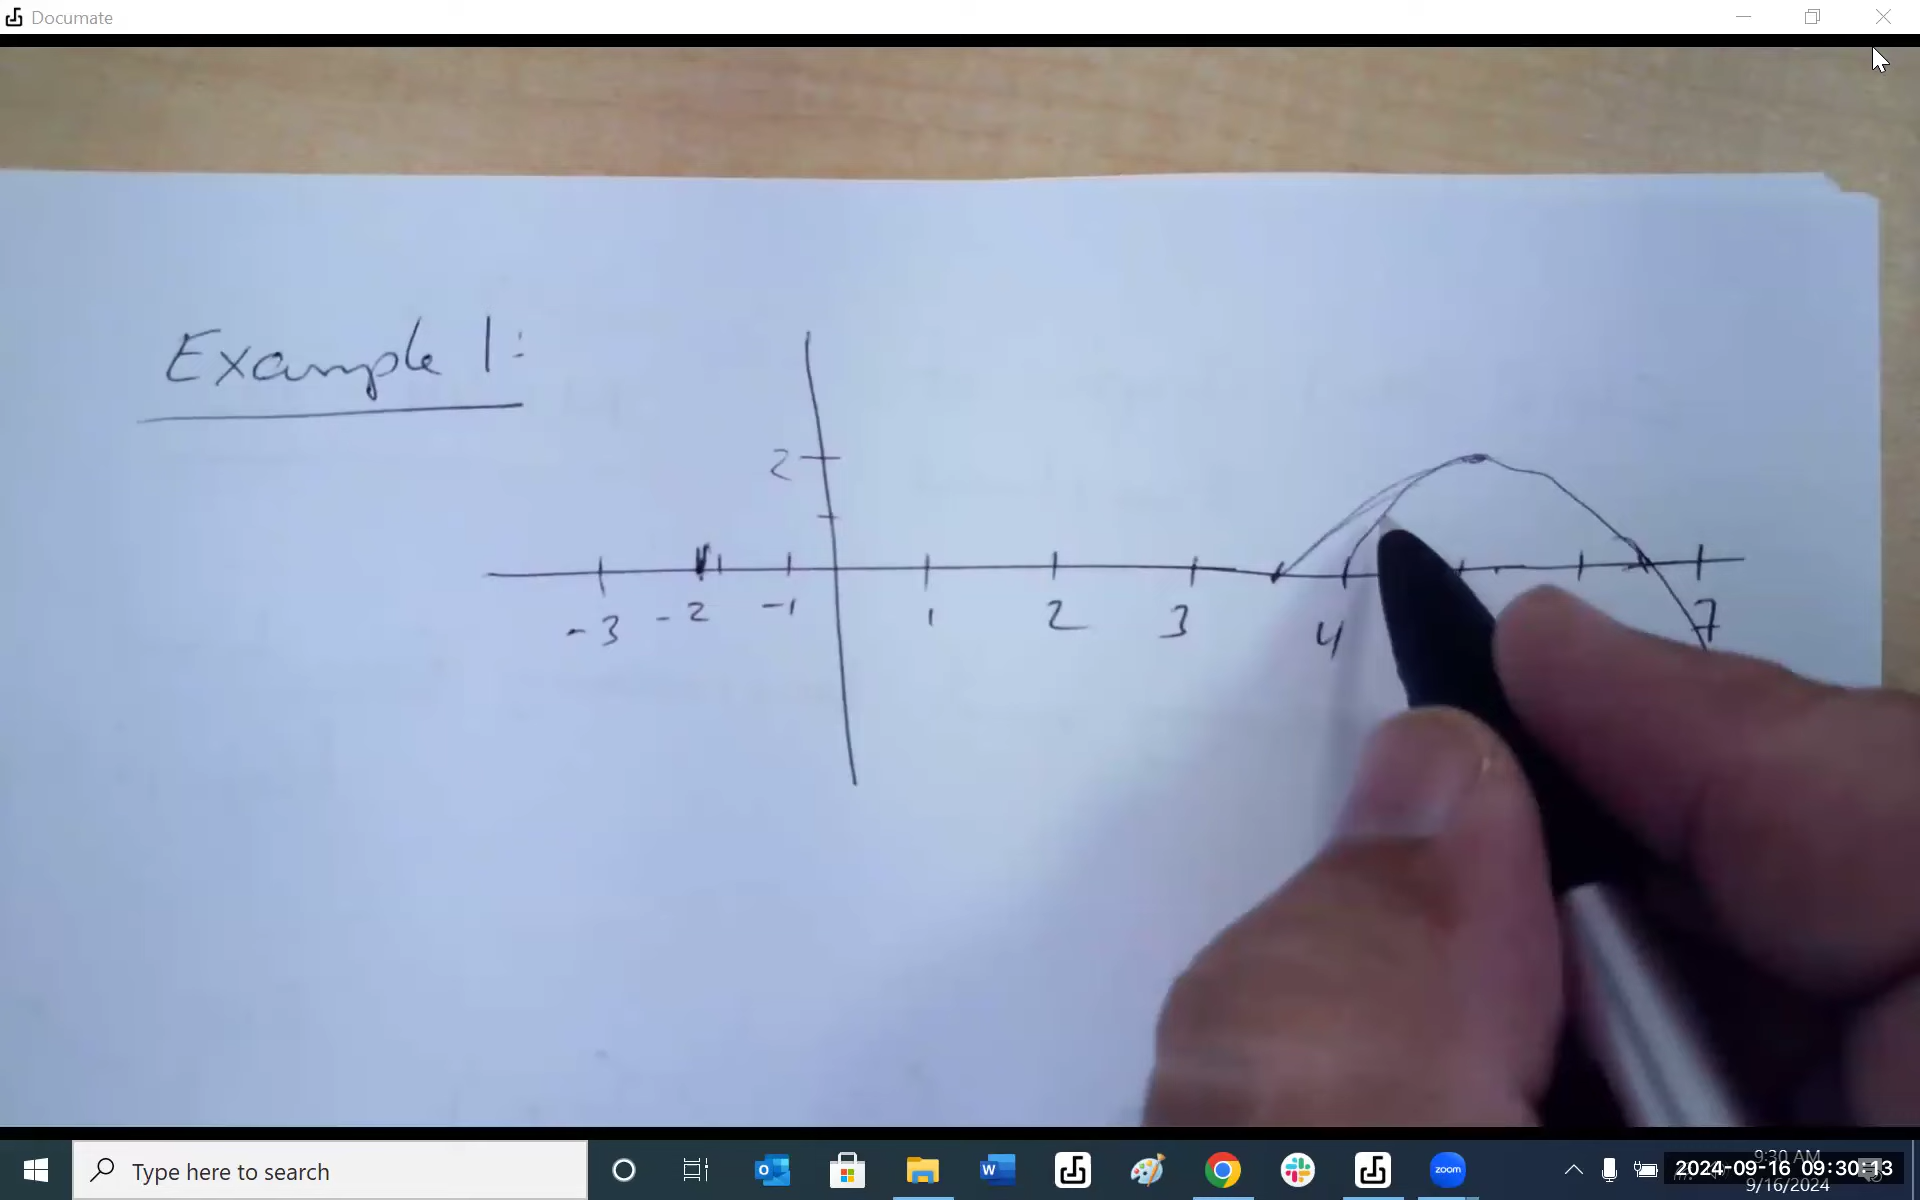 Documate
Example 1:
2
-3 -2 -1 1 2 3 4 7
Type here to search
zoom
9:30 AM
2024-09-16 09:30:13
9/16/2024